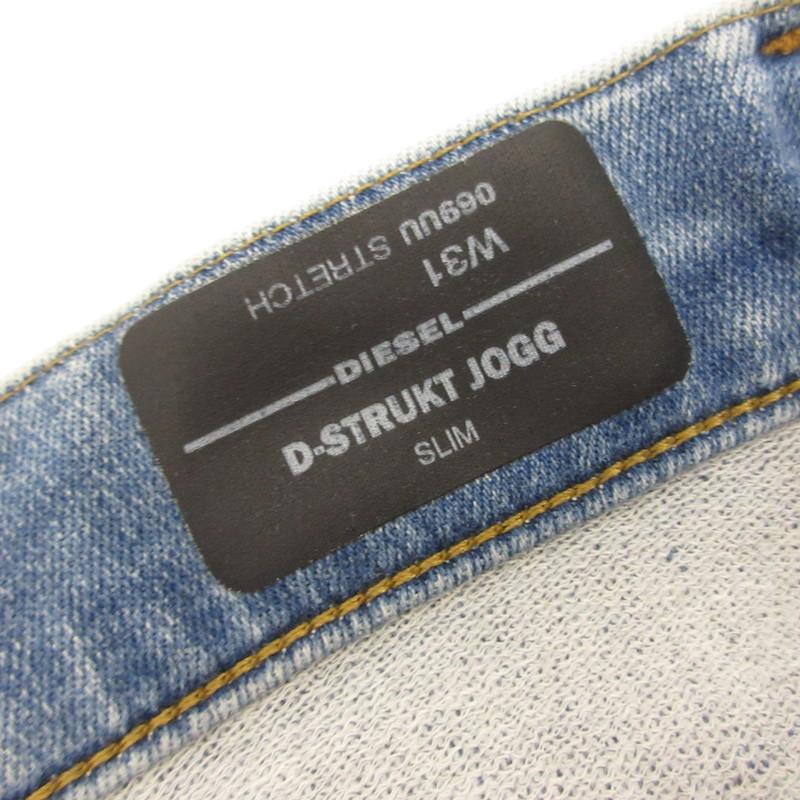 DIESEL
D-STRUKT JOGG
SLIM
W31
069UU STRETCH